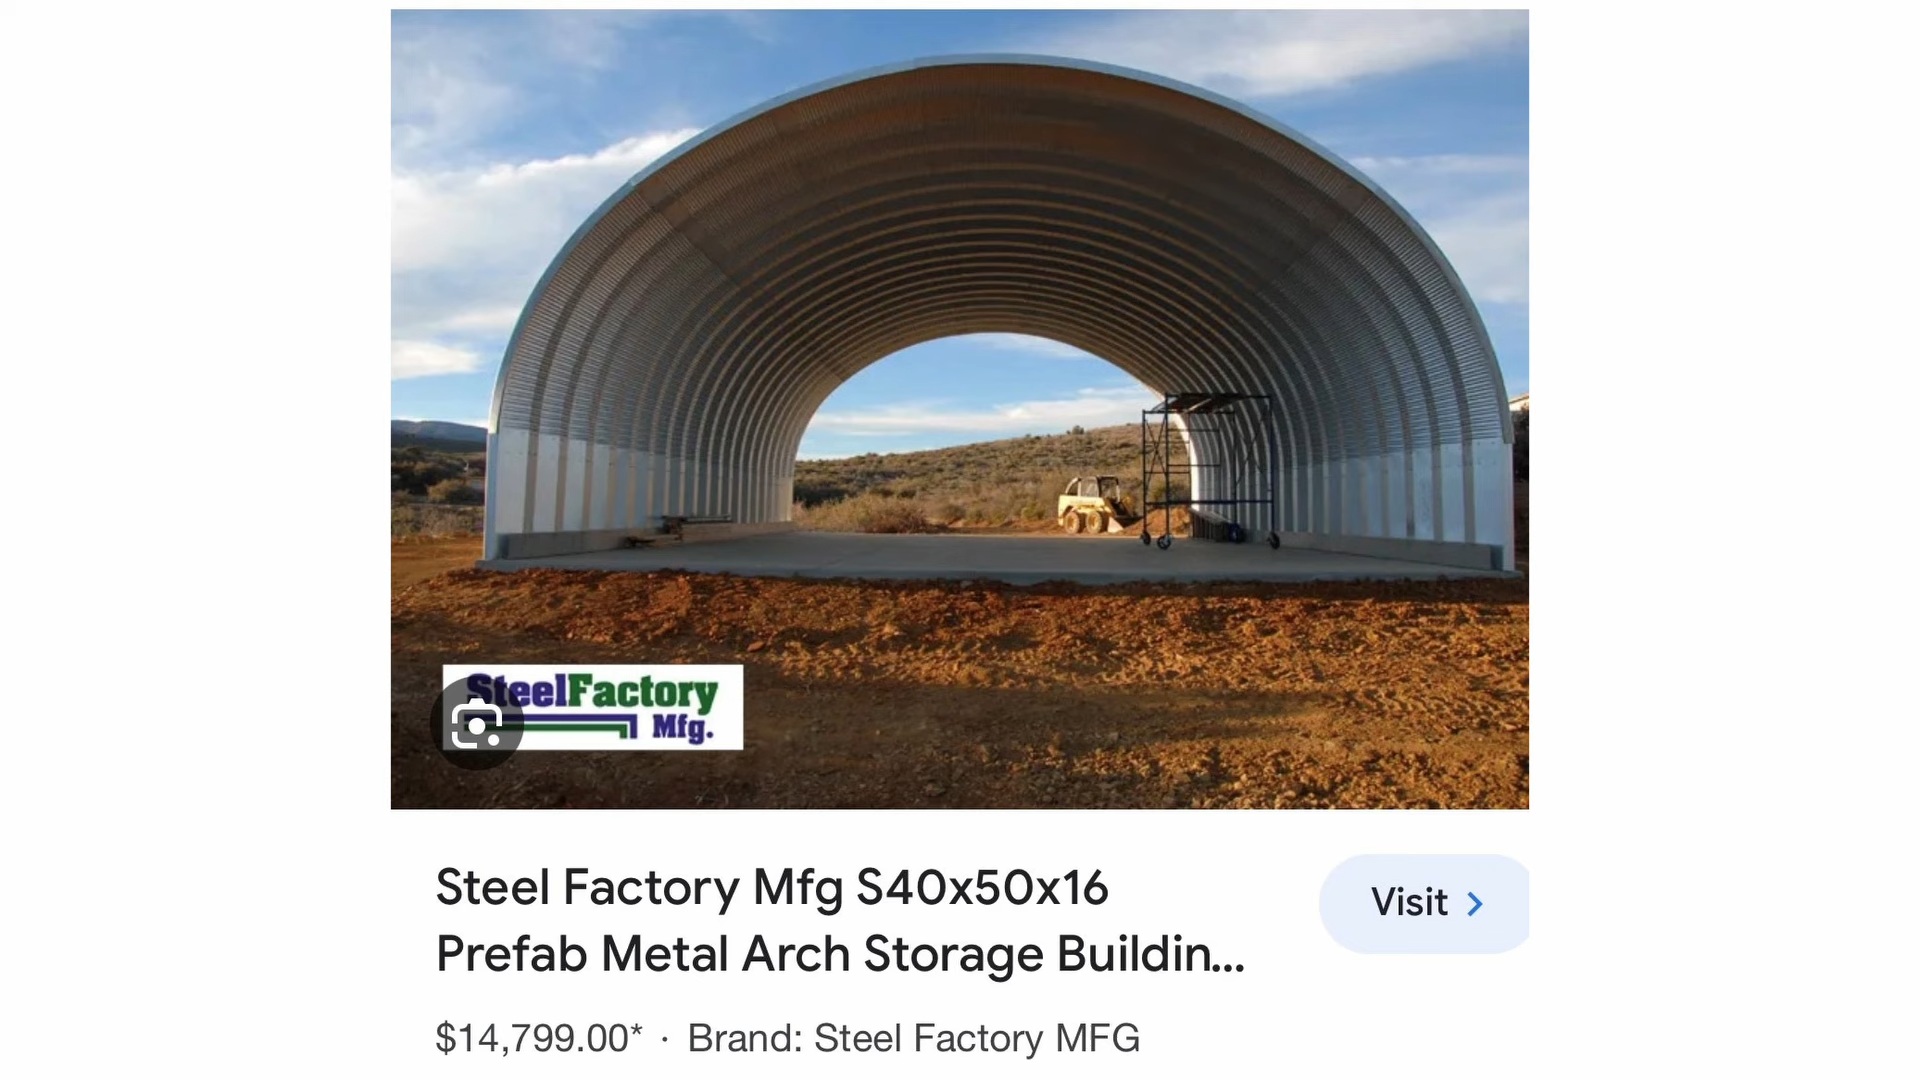 SteelFactory
Mfg.
Steel Factory Mfg S40x50x16
Prefab Metal Arch Storage Buildin...
Visit
$14,799.00* · Brand: Steel Factory MFG